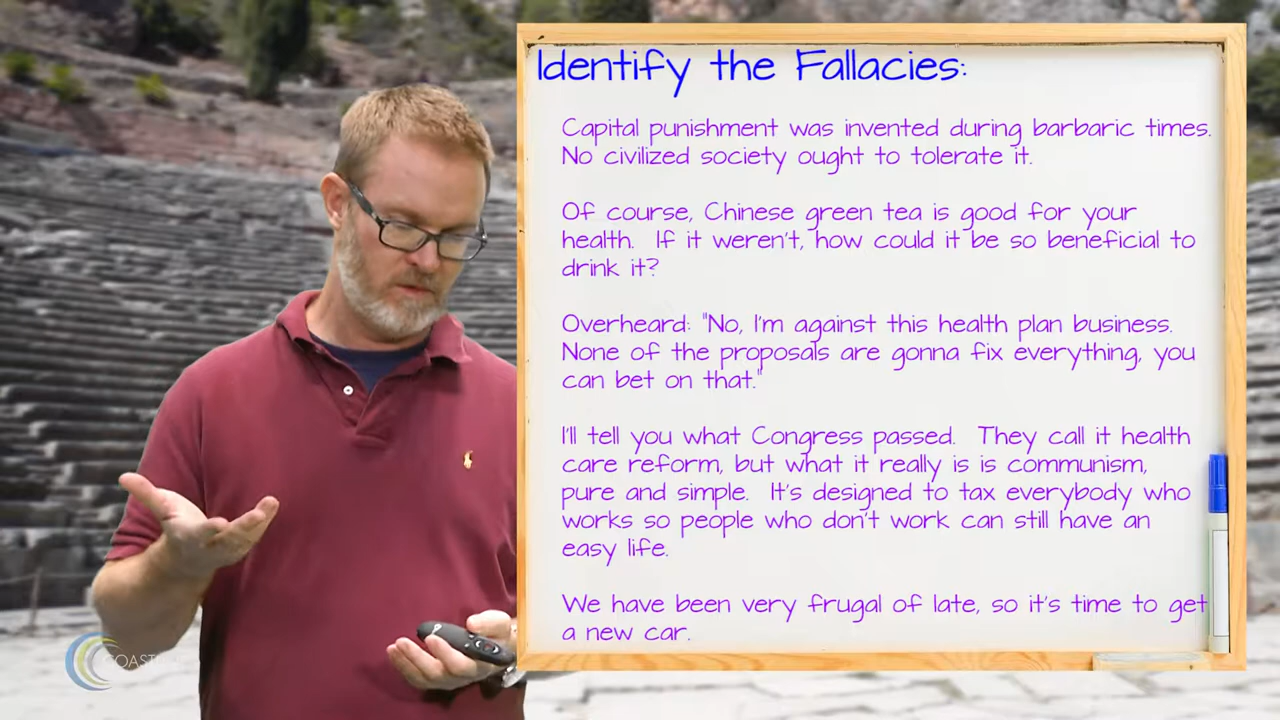 Identify the Fallacies:
Capital punishment was invented during barbaric times.
No civilized society ought to tolerate it.
Of course, Chinese green tea is good for your
health. If it weren't, how could it be so beneficial to
drink it?
Overheard: "No, I'm against this health plan business.
None of the proposals are gonna fix everything, you
can bet on that."
I'll tell you what Congress passed. They call it health
care reform, but what it really is is communism,
pure and simple. It's designed to tax everybody who
works so people who don't work can still have an
easy life.
We have been very frugal of late, so it's time to get
a new car.